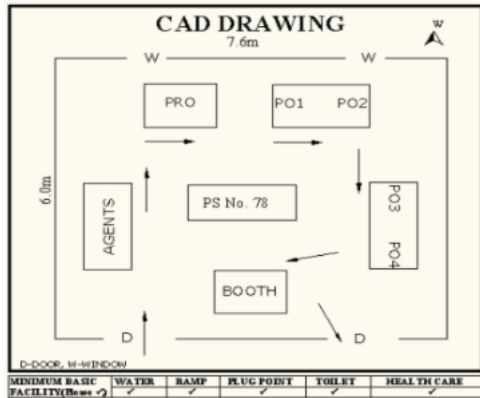 CAD DRAWING
7.6m
W
W W
PRO
PO1 PO2
6.0m
AGENTS
PS No. 78
PO3
PO4
BOOTH
D D
D-DOOR, W-WINDOW
MINIMUM BASIC FACILITY(Please ✓) WATER RAMP PLUG POINT TOILET HEALTH CARE
✓ ✓ ✓ ✓ ✓